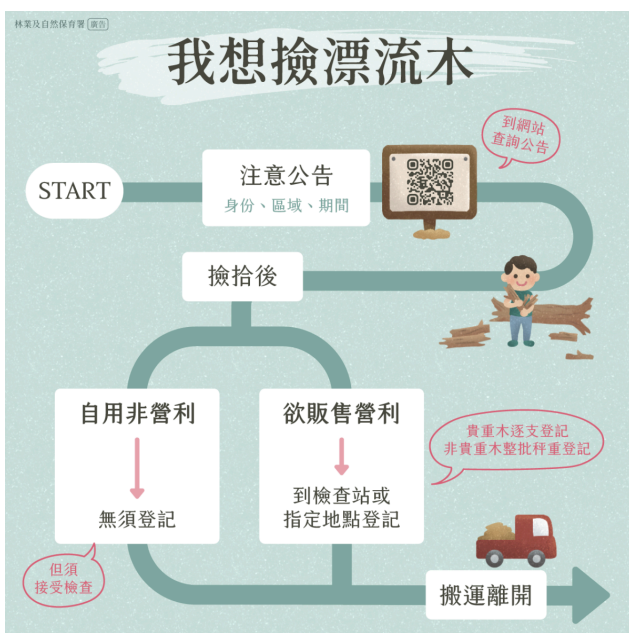 林業及自然保育署 廣告
我想撿漂流木
到網站
查詢公告
START
注意公告
身份、區域、期間
撿拾後
自用非營利
無須登記
但須
接受檢查
欲販售營利
到檢查站或
指定地點登記
貴重木逐支登記
非貴重木整批秤重登記
搬運離開